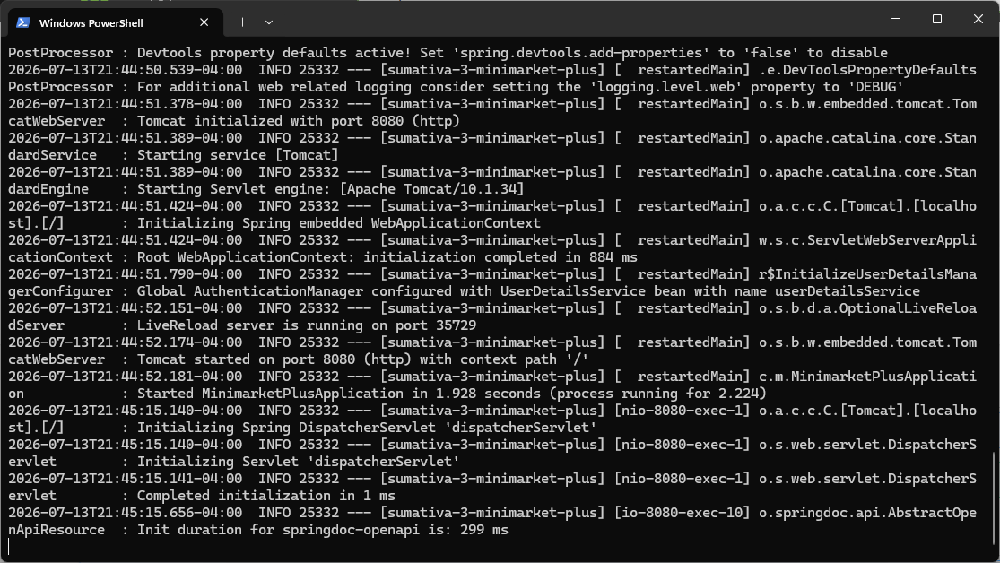 Windows PowerShell
PostProcessor : Devtools property defaults active! Set 'spring.devtools.add-properties' to 'false' to disable
2026-07-13T21:44:50.539-04:00  INFO 25332 --- [sumativa-3-minimarket-plus] [  restartedMain] .e.DevToolsPropertyDefaults
PostProcessor : For additional web related logging consider setting the 'logging.level.web' property to 'DEBUG'
2026-07-13T21:44:51.378-04:00  INFO 25332 --- [sumativa-3-minimarket-plus] [  restartedMain] o.s.b.w.embedded.tomcat.Tom
catWebServer  : Tomcat initialized with port 8080 (http)
2026-07-13T21:44:51.389-04:00  INFO 25332 --- [sumativa-3-minimarket-plus] [  restartedMain] o.apache.catalina.core.Stan
dardService   : Starting service [Tomcat]
2026-07-13T21:44:51.389-04:00  INFO 25332 --- [sumativa-3-minimarket-plus] [  restartedMain] o.apache.catalina.core.Stan
dardEngine    : Starting Servlet engine: [Apache Tomcat/10.1.34]
2026-07-13T21:44:51.424-04:00  INFO 25332 --- [sumativa-3-minimarket-plus] [  restartedMain] o.a.c.c.C.[Tomcat].[localho
st].[/]       : Initializing Spring embedded WebApplicationContext
2026-07-13T21:44:51.424-04:00  INFO 25332 --- [sumativa-3-minimarket-plus] [  restartedMain] w.s.c.ServletWebServerAppli
cationContext : Root WebApplicationContext: initialization completed in 884 ms
2026-07-13T21:44:51.790-04:00  INFO 25332 --- [sumativa-3-minimarket-plus] [  restartedMain] r$InitializeUserDetailsMana
gerConfigurer : Global AuthenticationManager configured with UserDetailsService bean with name userDetailsService
2026-07-13T21:44:52.151-04:00  INFO 25332 --- [sumativa-3-minimarket-plus] [  restartedMain] o.s.b.d.a.OptionalLiveReloa
dServer       : LiveReload server is running on port 35729
2026-07-13T21:44:52.174-04:00  INFO 25332 --- [sumativa-3-minimarket-plus] [  restartedMain] o.s.b.w.embedded.tomcat.Tom
catWebServer  : Tomcat started on port 8080 (http) with context path '/'
2026-07-13T21:44:52.181-04:00  INFO 25332 --- [sumativa-3-minimarket-plus] [  restartedMain] c.m.MinimarketPlusApplicati
on            : Started MinimarketPlusApplication in 1.928 seconds (process running for 2.224)
2026-07-13T21:45:15.140-04:00  INFO 25332 --- [sumativa-3-minimarket-plus] [nio-8080-exec-1] o.a.c.c.C.[Tomcat].[localho
st].[/]       : Initializing Spring DispatcherServlet 'dispatcherServlet'
2026-07-13T21:45:15.140-04:00  INFO 25332 --- [sumativa-3-minimarket-plus] [nio-8080-exec-1] o.s.web.servlet.DispatcherS
ervlet        : Initializing Servlet 'dispatcherServlet'
2026-07-13T21:45:15.141-04:00  INFO 25332 --- [sumativa-3-minimarket-plus] [nio-8080-exec-1] o.s.web.servlet.DispatcherS
ervlet        : Completed initialization in 1 ms
2026-07-13T21:45:15.656-04:00  INFO 25332 --- [sumativa-3-minimarket-plus] [io-8080-exec-10] o.springdoc.api.AbstractOpe
nApiResource  : Init duration for springdoc-openapi is: 299 ms